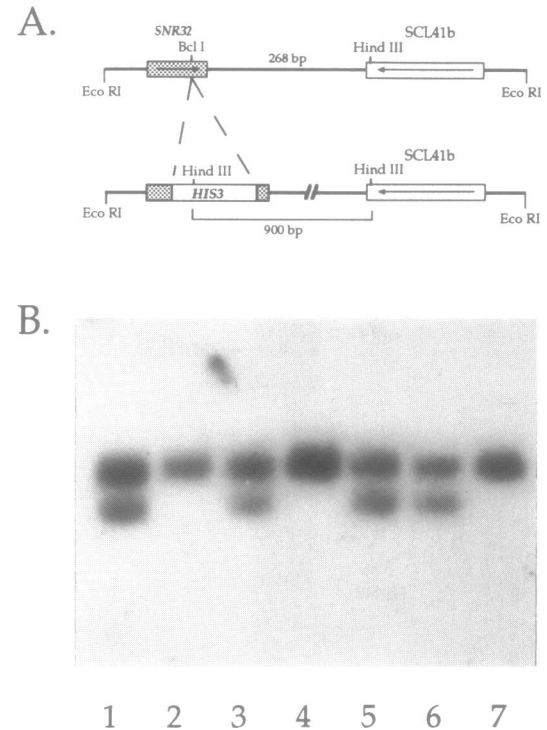 A.
SNR32
Bcl I
268 bp
Hind III
SCL41b
Eco RI
Eco RI
Hind III
HIS3
Hind III
SCL41b
Eco RI
Eco RI
900 bp
B.
1 2 3 4 5 6 7